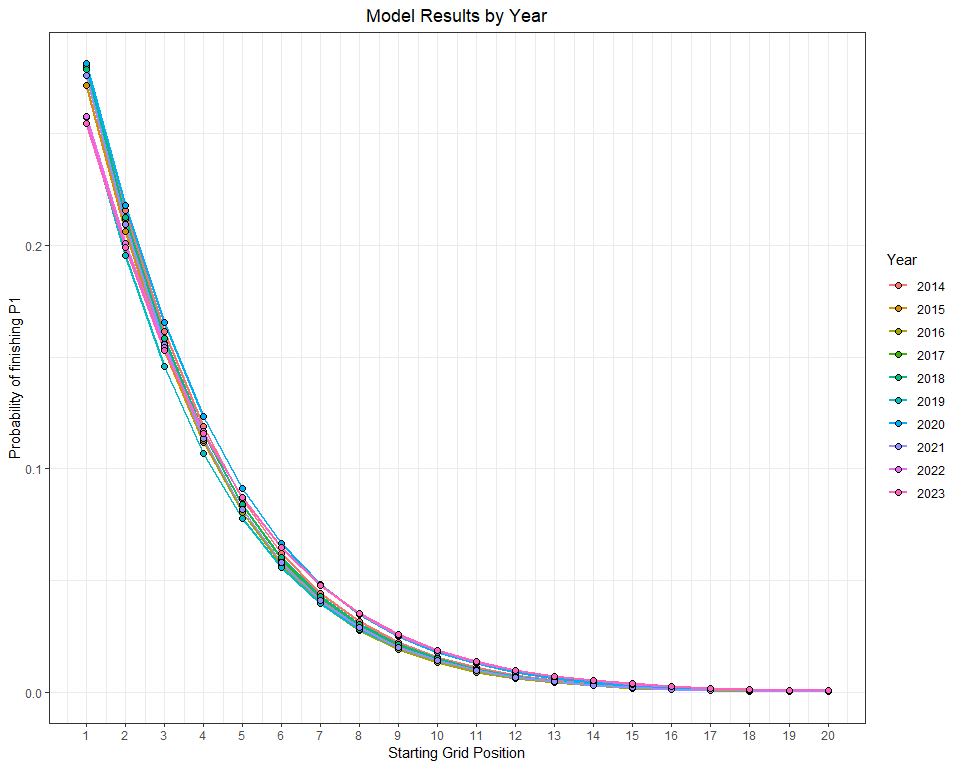 Model Results by Year
Probability of finishing P1
0.2
0.1
0.0
1 2 3 4 5 6 7 8 9 10 11 12 13 14 15 16 17 18 19 20
Starting Grid Position
Year
2014
2015
2016
2017
2018
2019
2020
2021
2022
2023